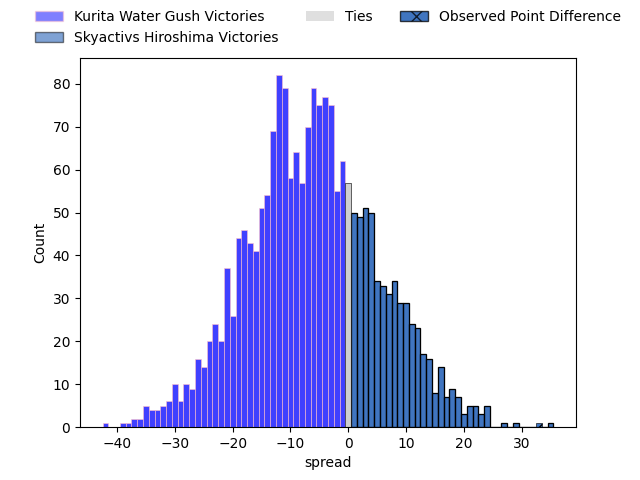 Kurita Water Gush Victories
Skyactivs Hiroshima Victories
Ties
Observed Point Difference
Count
80
70
60
50
40
30
20
10
0
−40 −30 −20 −10 0 10 20 30
spread